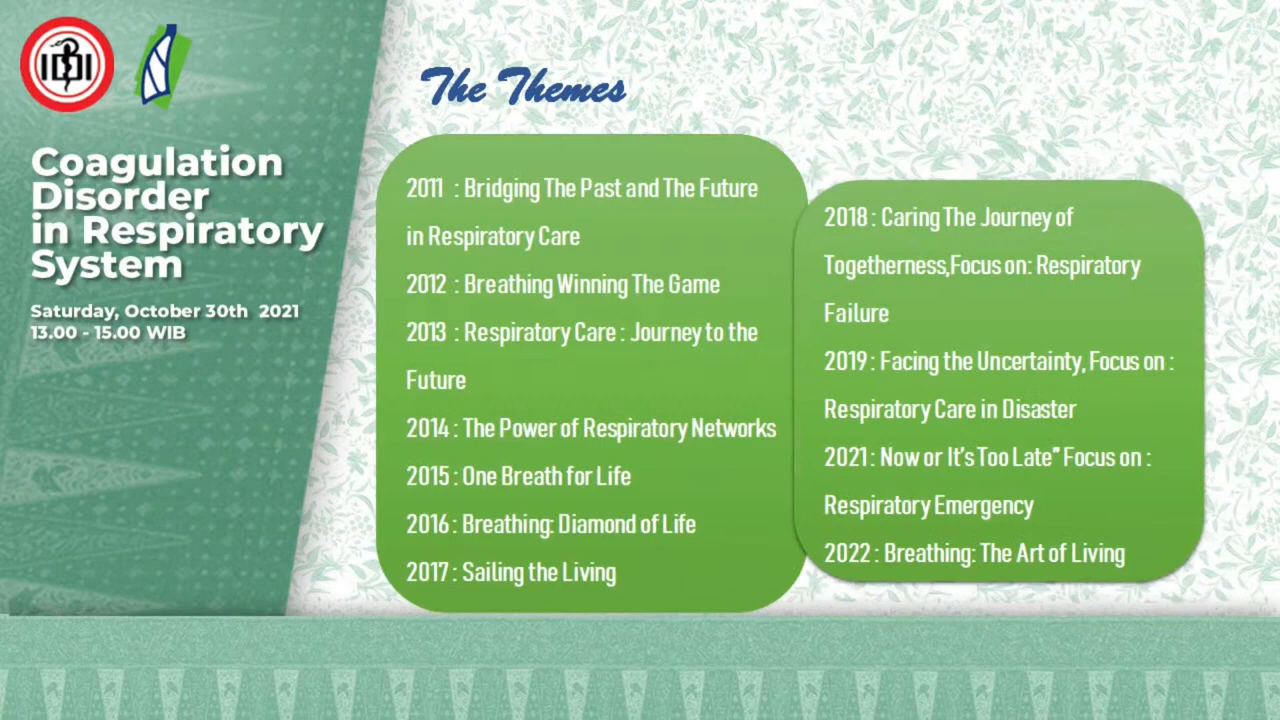 IDI
Coagulation
Disorder
in Respiratory
System
Saturday, October 30th 2021
13.00 - 15.00 WIB
The Themes
2011 : Bridging The Past and The Future
in Respiratory Care
2012 : Breathing Winning The Game
2013 : Respiratory Care : Journey to the
Future
2014 : The Power of Respiratory Networks
2015 : One Breath for Life
2016 : Breathing: Diamond of Life
2017 : Sailing the Living
2018 : Caring The Journey of
Togetherness,Focus on: Respiratory
Failure
2019 : Facing the Uncertainty, Focus on :
Respiratory Care in Disaster
2021 : Now or It's Too Late" Focus on :
Respiratory Emergency
2022 : Breathing: The Art of Living